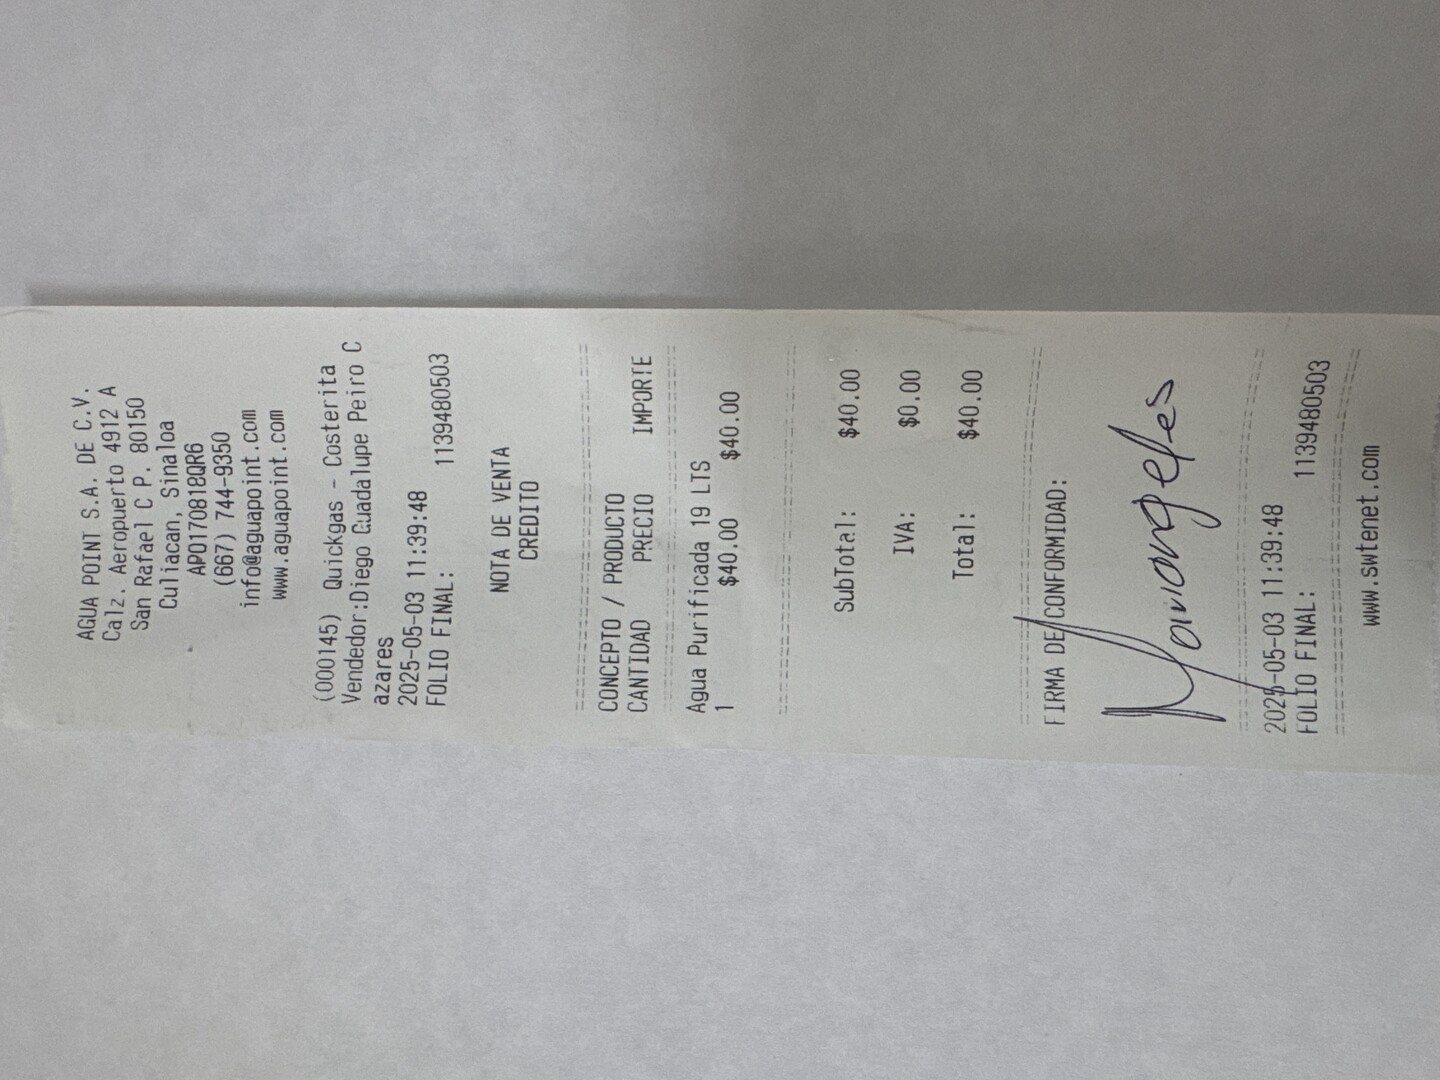 AGUA POINT S.A. DE C.V.
Calz. Aeropuerto 4912 A
San Rafael C P. 80150
Culiacan, Sinaloa
APO170818QR6
(667) 744-9350
info@aguapoint.com
www.aguapoint.com
(000145) Quickgas - Costerita
Vendedor:Diego Guadalupe Peiro C
azares
2025-05-03 11:39:48
FOLIO FINAL: 1139480503
NOTA DE VENTA
CREDITO
CONCEPTO / PRODUCTO
CANTIDAD PRECIO IMPORTE
Agua Purificada 19 LTS
1 $40.00 $40.00
SubTotal: $40.00
IVA: $0.00
Total: $40.00
FIRMA DE CONFORMIDAD:
Mariangeles
2025-05-03 11:39:48
FOLIO FINAL: 1139480503
www.swtenet.com